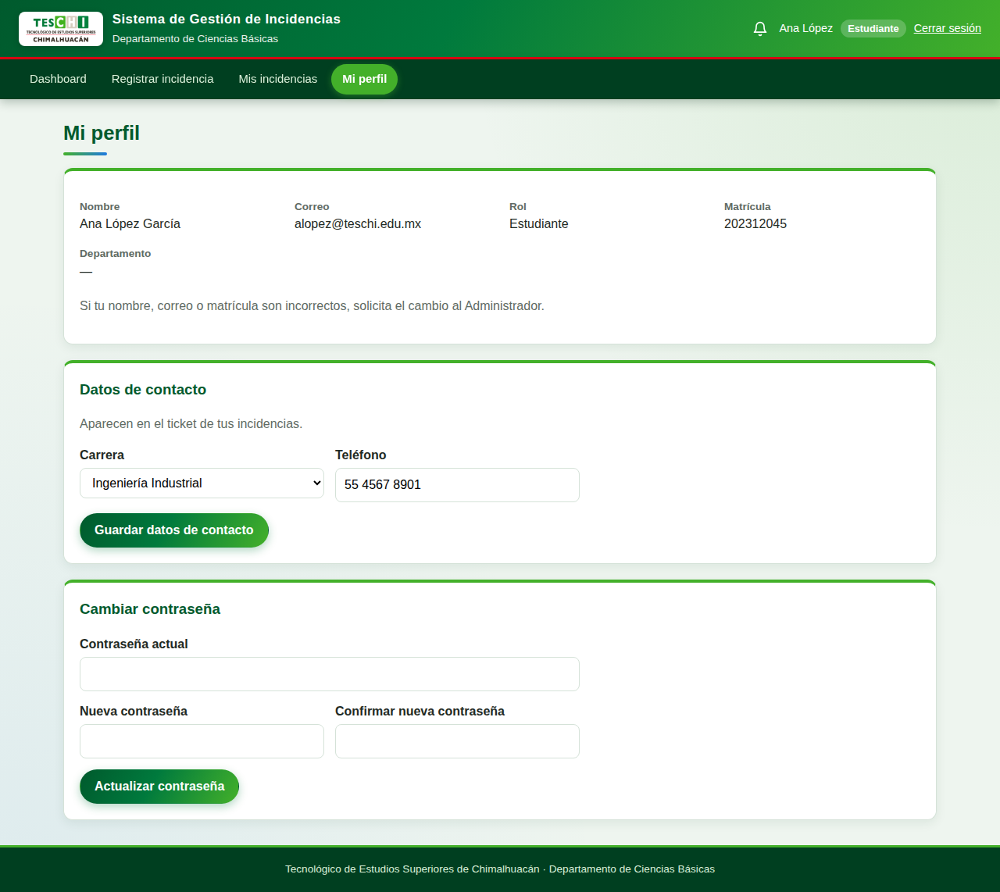 TESCHI
TECNOLÓGICO DE ESTUDIOS SUPERIORES
CHIMALHUACÁN
Sistema de Gestión de Incidencias
Departamento de Ciencias Básicas
Ana López
Estudiante
Cerrar sesión
Dashboard
Registrar incidencia
Mis incidencias
Mi perfil
Mi perfil
Nombre
Correo
Rol
Matrícula
Ana López García
alopez@teschi.edu.mx
Estudiante
202312045
Departamento
—
Si tu nombre, correo o matrícula son incorrectos, solicita el cambio al Administrador.
Datos de contacto
Aparecen en el ticket de tus incidencias.
Carrera
Teléfono
Ingeniería Industrial
55 4567 8901
Guardar datos de contacto
Cambiar contraseña
Contraseña actual
Nueva contraseña
Confirmar nueva contraseña
Actualizar contraseña
Tecnológico de Estudios Superiores de Chimalhuacán · Departamento de Ciencias Básicas